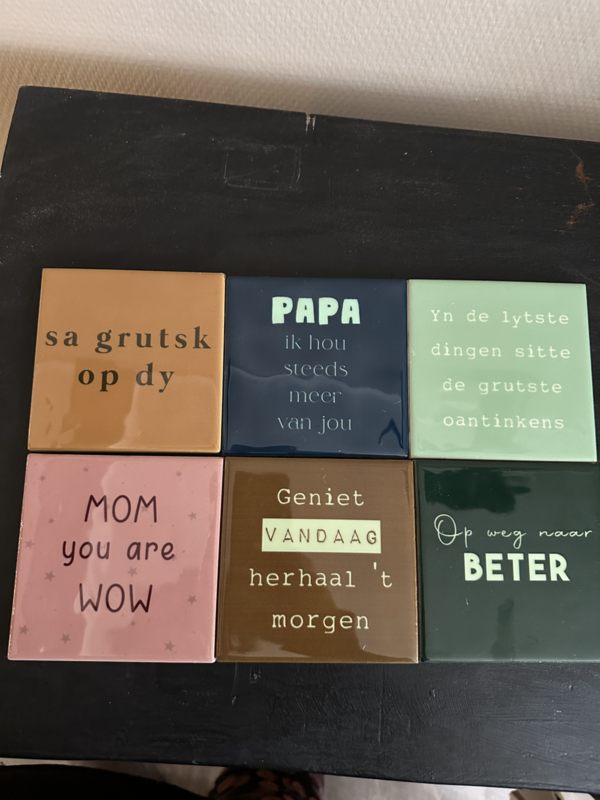 sa grutsk
op dy
PAPA
ik hou
steeds
meer
van jou
Yn de lytste
dingen sitte
de grutste
oantinkens
MOM
you are
WOW
Geniet
VANDAAG
herhaal 't
morgen
Op weg naar
BETER